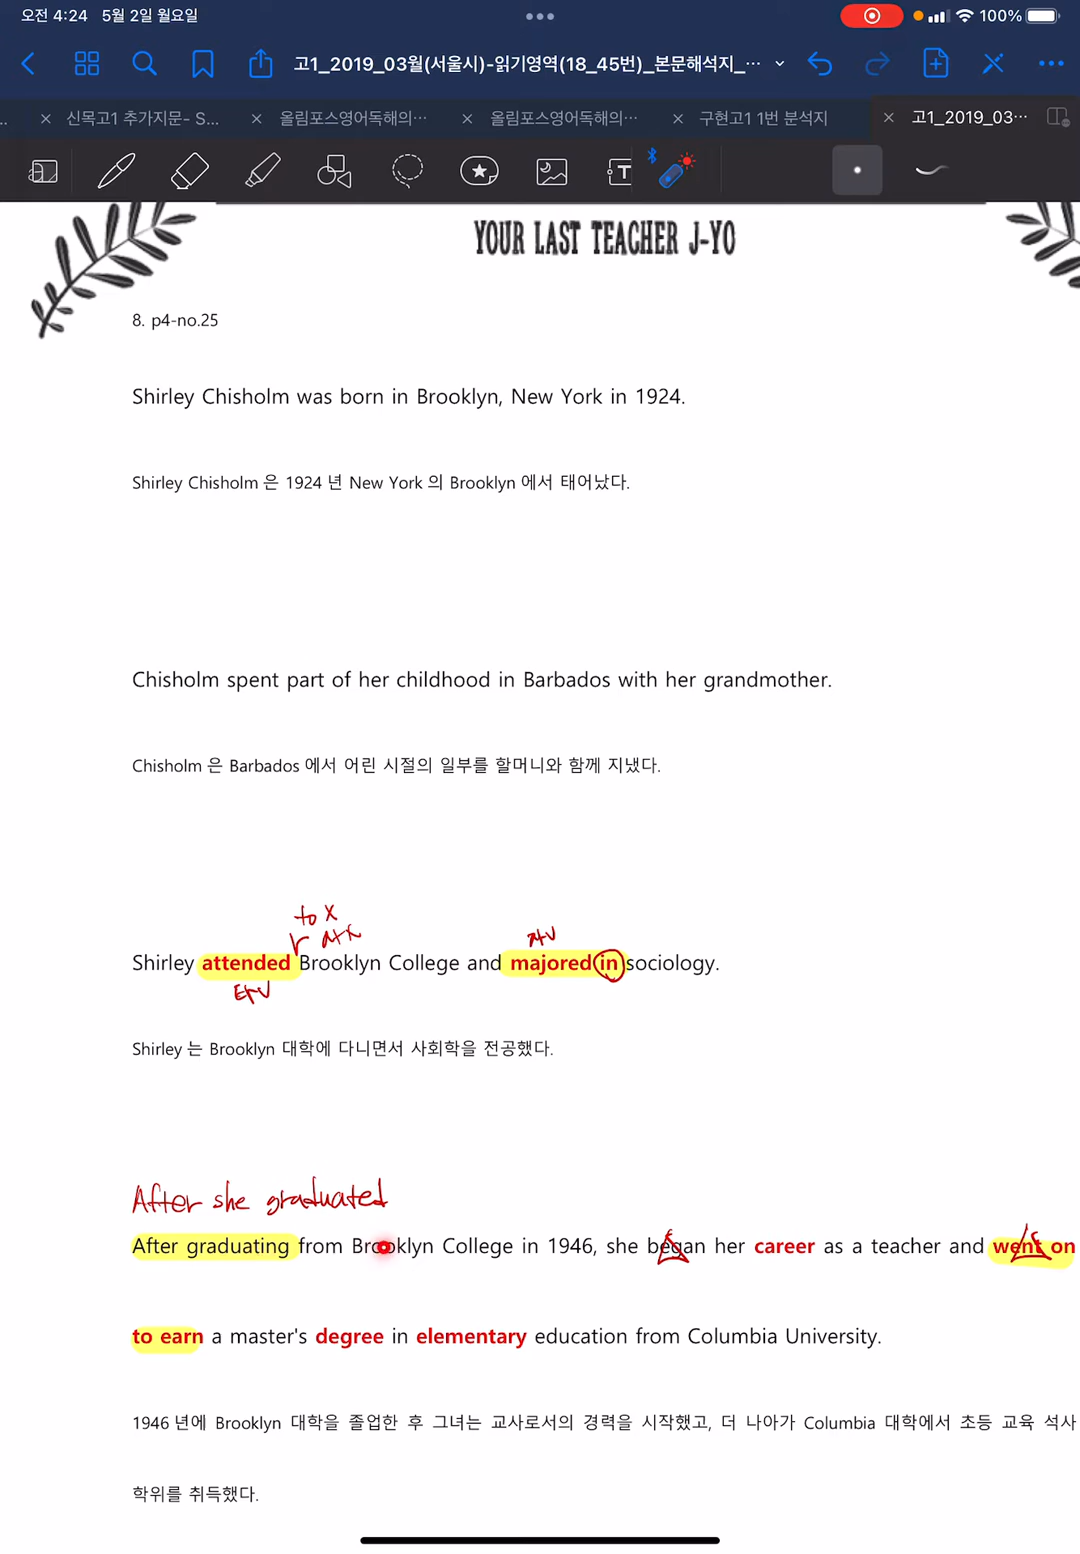 오전 4:24 5월 2일 월요일
100%
고1_2019_03월(서울시)-읽기영역(18_45번)_본문해석지_...
신목고1 추가지문- S...
올림포스영어독해의...
올림포스영어독해의...
구현고1 1번 분석지
고1_2019_03...
YOUR LAST TEACHER J-YO
8. p4-no.25
Shirley Chisholm was born in Brooklyn, New York in 1924.
Shirley Chisholm 은 1924 년 New York 의 Brooklyn 에서 태어났다.
Chisholm spent part of her childhood in Barbados with her grandmother.
Chisholm 은 Barbados 에서 어린 시절의 일부를 할머니와 함께 지냈다.
to X
Shirley attended Brooklyn College and majored in sociology.
Shirley 는 Brooklyn 대학에 다니면서 사회학을 전공했다.
After she graduated
After graduating from Brooklyn College in 1946, she began her career as a teacher and went on
to earn a master's degree in elementary education from Columbia University.
1946 년에 Brooklyn 대학을 졸업한 후 그녀는 교사로서의 경력을 시작했고, 더 나아가 Columbia 대학에서 초등 교육 석사
학위를 취득했다.